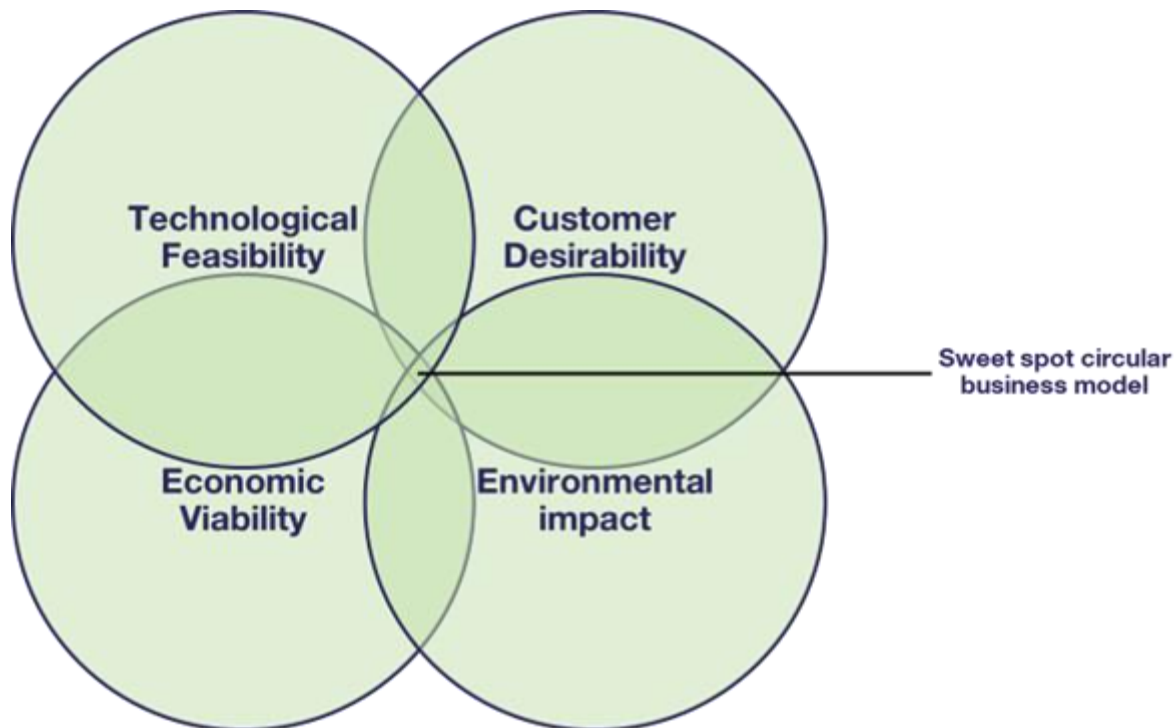 Technological
Feasibility
Customer
Desirability
Sweet spot circular
business model
Economic
Viability
Environmental
impact